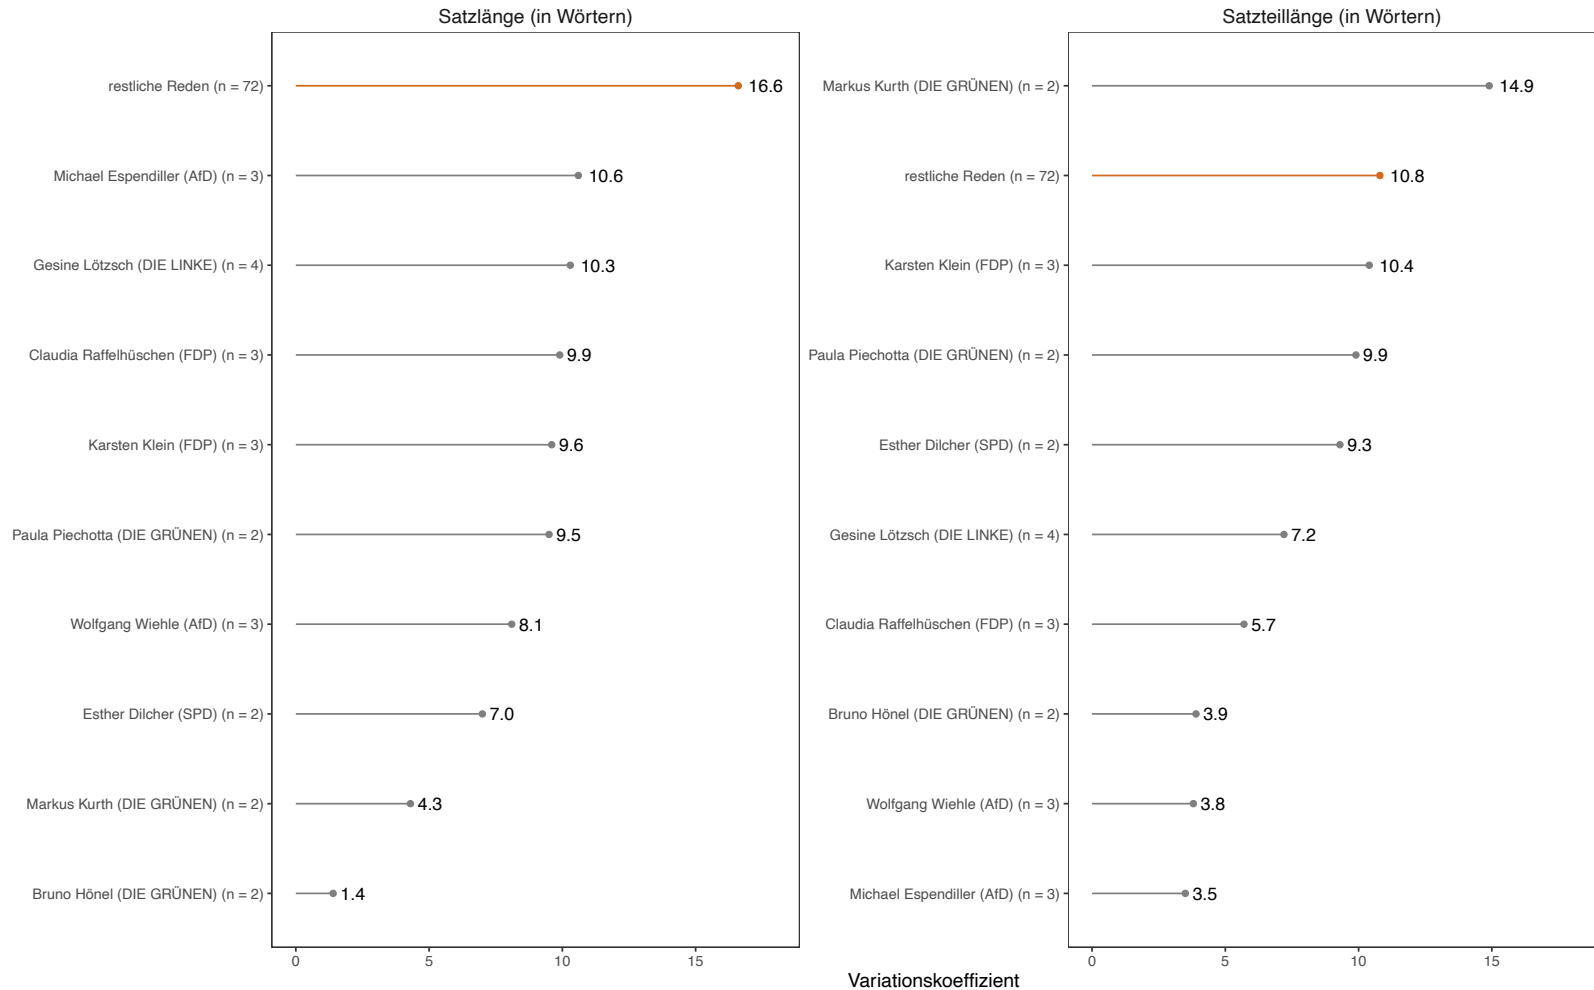 Satzlänge (in Wörtern)
restliche Reden (n = 72) 16.6
Michael Espendiller (AfD) (n = 3) 10.6
Gesine Lötzsch (DIE LINKE) (n = 4) 10.3
Claudia Raffelhüschen (FDP) (n = 3) 9.9
Karsten Klein (FDP) (n = 3) 9.6
Paula Piechotta (DIE GRÜNEN) (n = 2) 9.5
Wolfgang Wiehle (AfD) (n = 3) 8.1
Esther Dilcher (SPD) (n = 2) 7.0
Markus Kurth (DIE GRÜNEN) (n = 2) 4.3
Bruno Hönel (DIE GRÜNEN) (n = 2) 1.4
0 5 10 15
Satzteillänge (in Wörtern)
Markus Kurth (DIE GRÜNEN) (n = 2) 14.9
restliche Reden (n = 72) 10.8
Karsten Klein (FDP) (n = 3) 10.4
Paula Piechotta (DIE GRÜNEN) (n = 2) 9.9
Esther Dilcher (SPD) (n = 2) 9.3
Gesine Lötzsch (DIE LINKE) (n = 4) 7.2
Claudia Raffelhüschen (FDP) (n = 3) 5.7
Bruno Hönel (DIE GRÜNEN) (n = 2) 3.9
Wolfgang Wiehle (AfD) (n = 3) 3.8
Michael Espendiller (AfD) (n = 3) 3.5
0 5 10 15
Variationskoeffizient